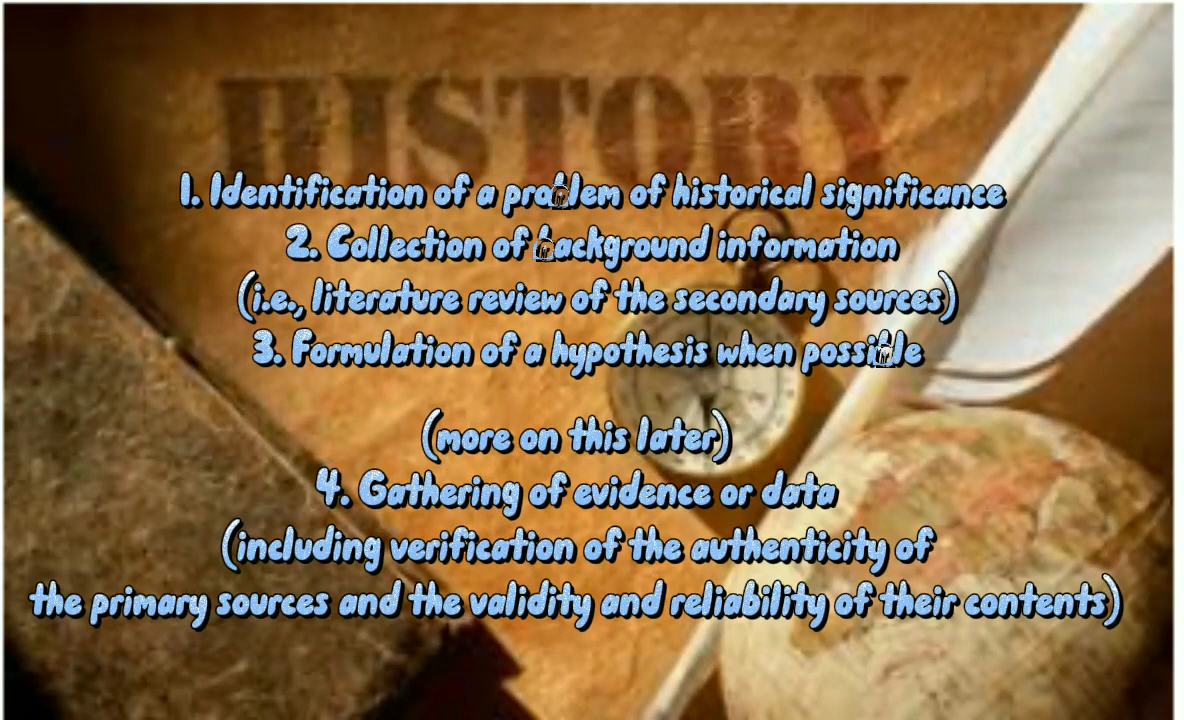 HISTORY
1. Identification of a problem of historical significance
2. Collection of background information
(i.e., literature review of the secondary sources)
3. Formulation of a hypothesis when possible
(more on this later)
4. Gathering of evidence or data
(including verification of the authenticity of
the primary sources and the validity and reliability of their contents)